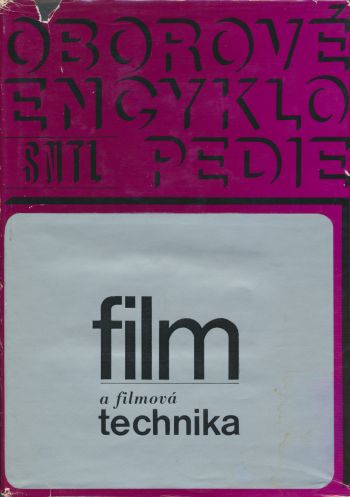 OBOROVÉ
ENCYKLO
SNTL PEDIE
film
a filmová
technika